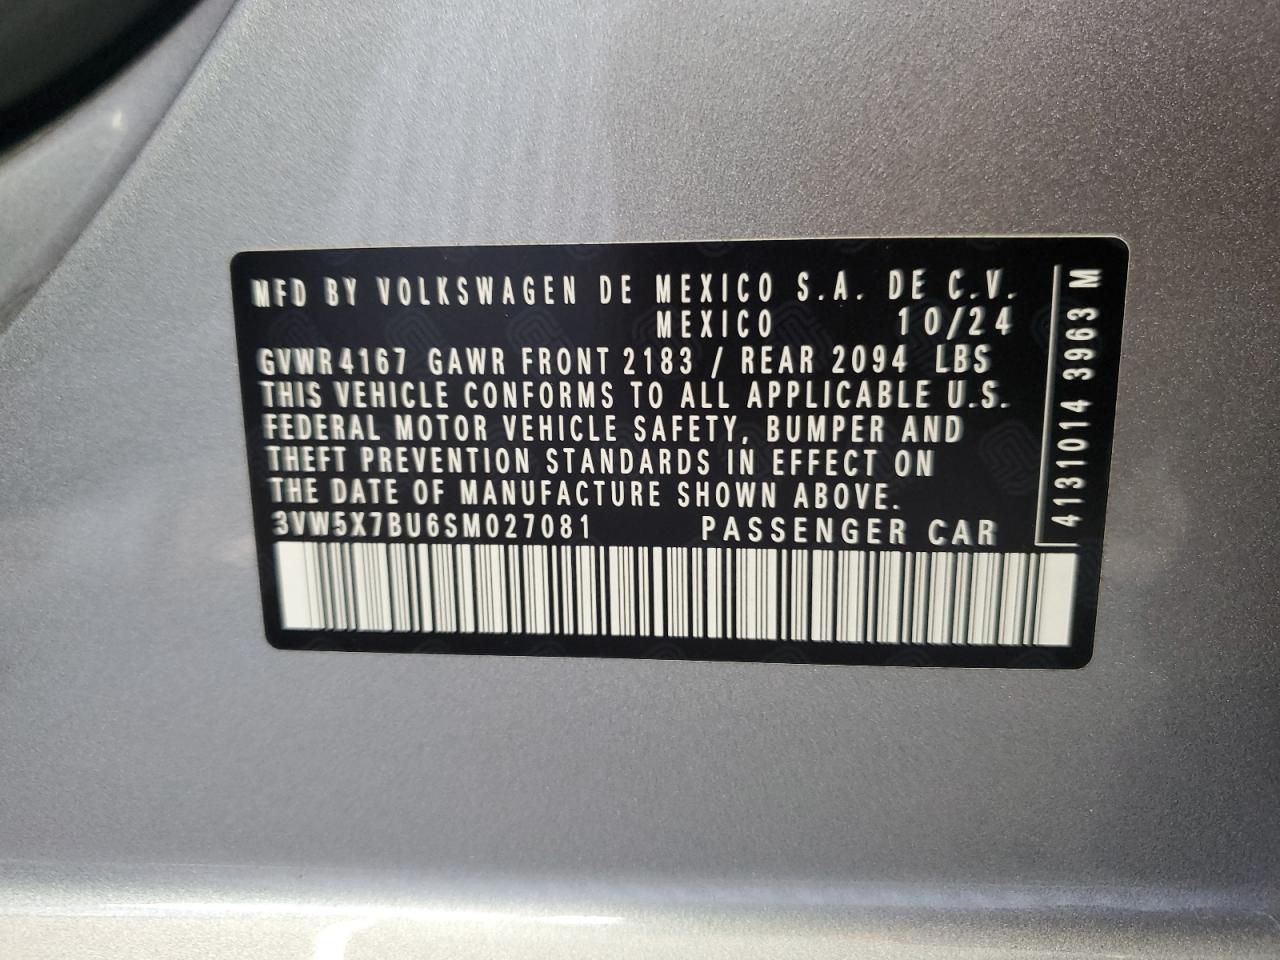 MFD BY VOLKSWAGEN DE MEXICO S.A. DE C.V.
MEXICO 10/24
GVWR 4167 GAWR FRONT 2183 / REAR 2094 LBS
THIS VEHICLE CONFORMS TO ALL APPLICABLE U.S.
FEDERAL MOTOR VEHICLE SAFETY, BUMPER AND
THEFT PREVENTION STANDARDS IN EFFECT ON
THE DATE OF MANUFACTURE SHOWN ABOVE.
3VW5X7BU6SM027081 PASSENGER CAR
4131014 3963 M